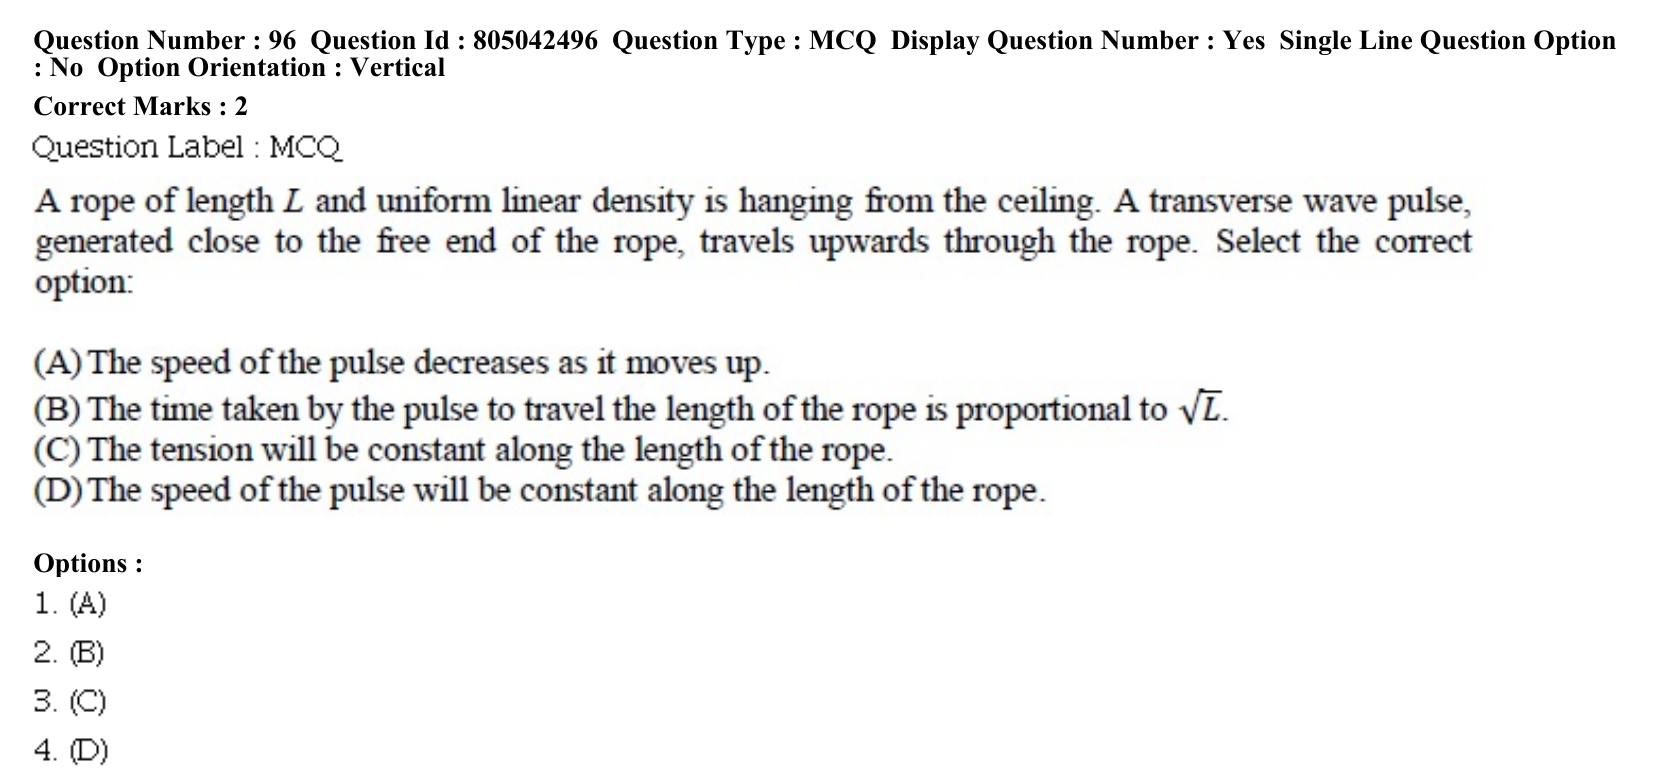 Question Number : 96 Question Id : 805042496 Question Type : MCQ Display Question Number : Yes Single Line Question Option
: No Option Orientation : Vertical
Correct Marks : 2
Question Label : MCQ
A rope of length L and uniform linear density is hanging from the ceiling. A transverse wave pulse,
generated close to the free end of the rope, travels upwards through the rope. Select the correct
option:
(A) The speed of the pulse decreases as it moves up.
(B) The time taken by the pulse to travel the length of the rope is proportional to √L.
(C) The tension will be constant along the length of the rope.
(D) The speed of the pulse will be constant along the length of the rope.
Options :
1. (A)
2. (B)
3. (C)
4. (D)